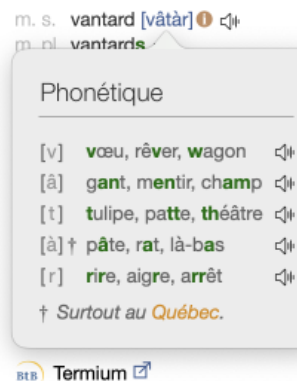 m. s. vantard [vâtàr]
m. pl. vantards
Phonétique
[v] vœu, rêver, wagon
[â] gant, mentir, champ
[t] tulipe, patte, théâtre
[à] † pâte, rat, là-bas
[r] rire, aigre, arrêt
† Surtout au Québec.
BtB Termium